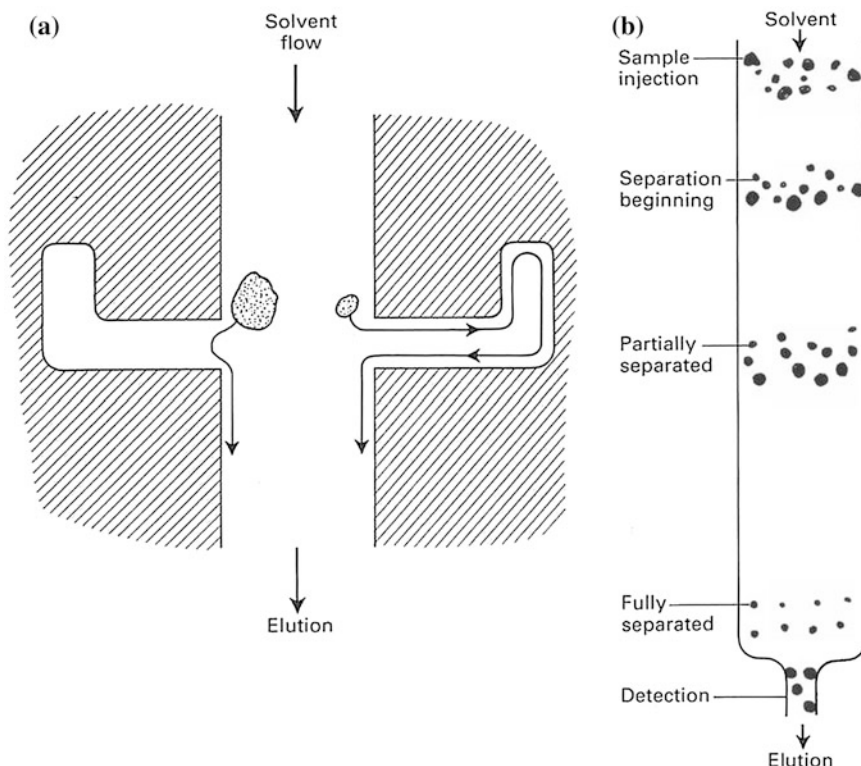 (a)
Solvent
flow
Elution
(b)
Solvent
Sample
injection
Separation
beginning
Partially
separated
Fully
separated
Detection
Elution